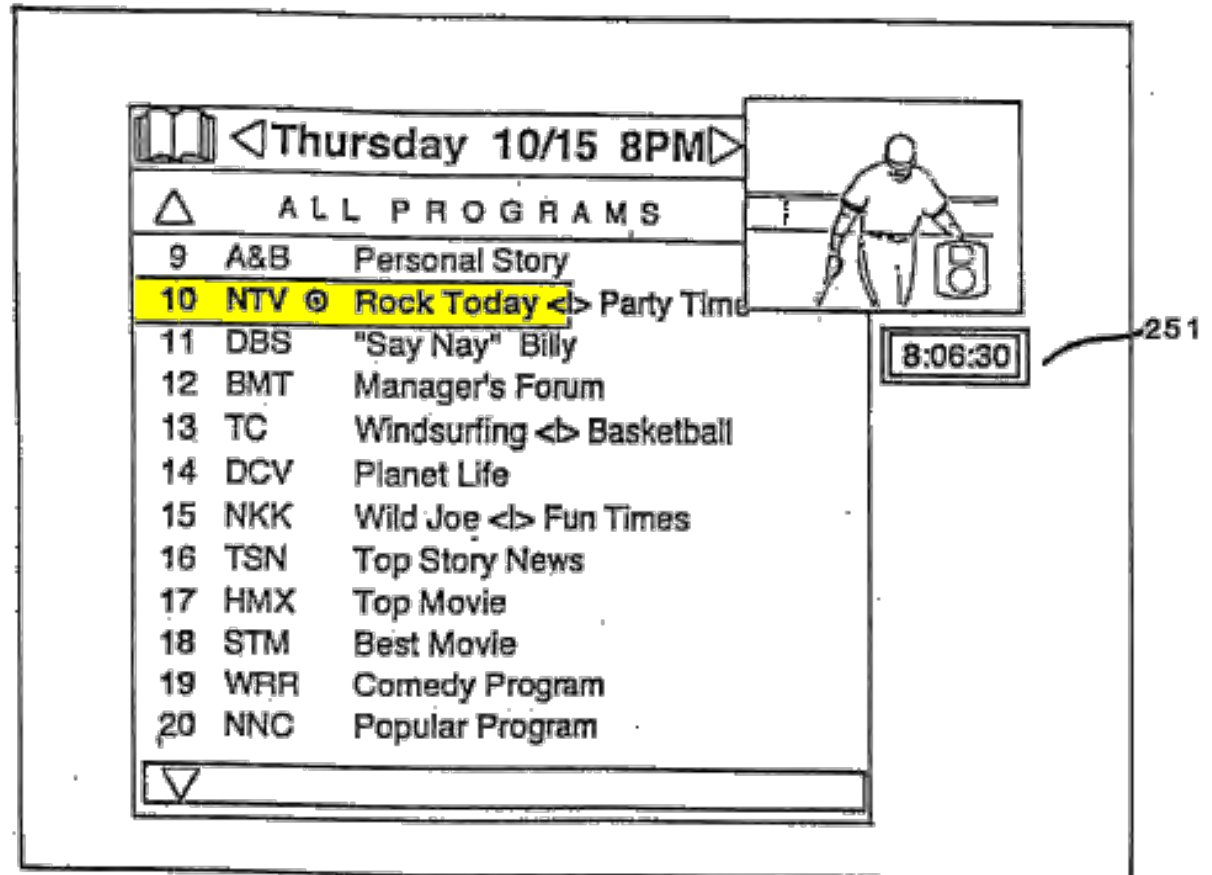 Thursday 10/15 8PM
ALL PROGRAMS
9 A&B Personal Story
10 NTV Rock Today <|> Party Time
11 DBS "Say Nay" Billy
12 BMT Manager's Forum
13 TC Windsurfing <|> Basketball
14 DCV Planet Life
15 NKK Wild Joe <|> Fun Times
16 TSN Top Story News
17 HMX Top Movie
18 STM Best Movie
19 WRR Comedy Program
20 NNC Popular Program
8:06:30
251